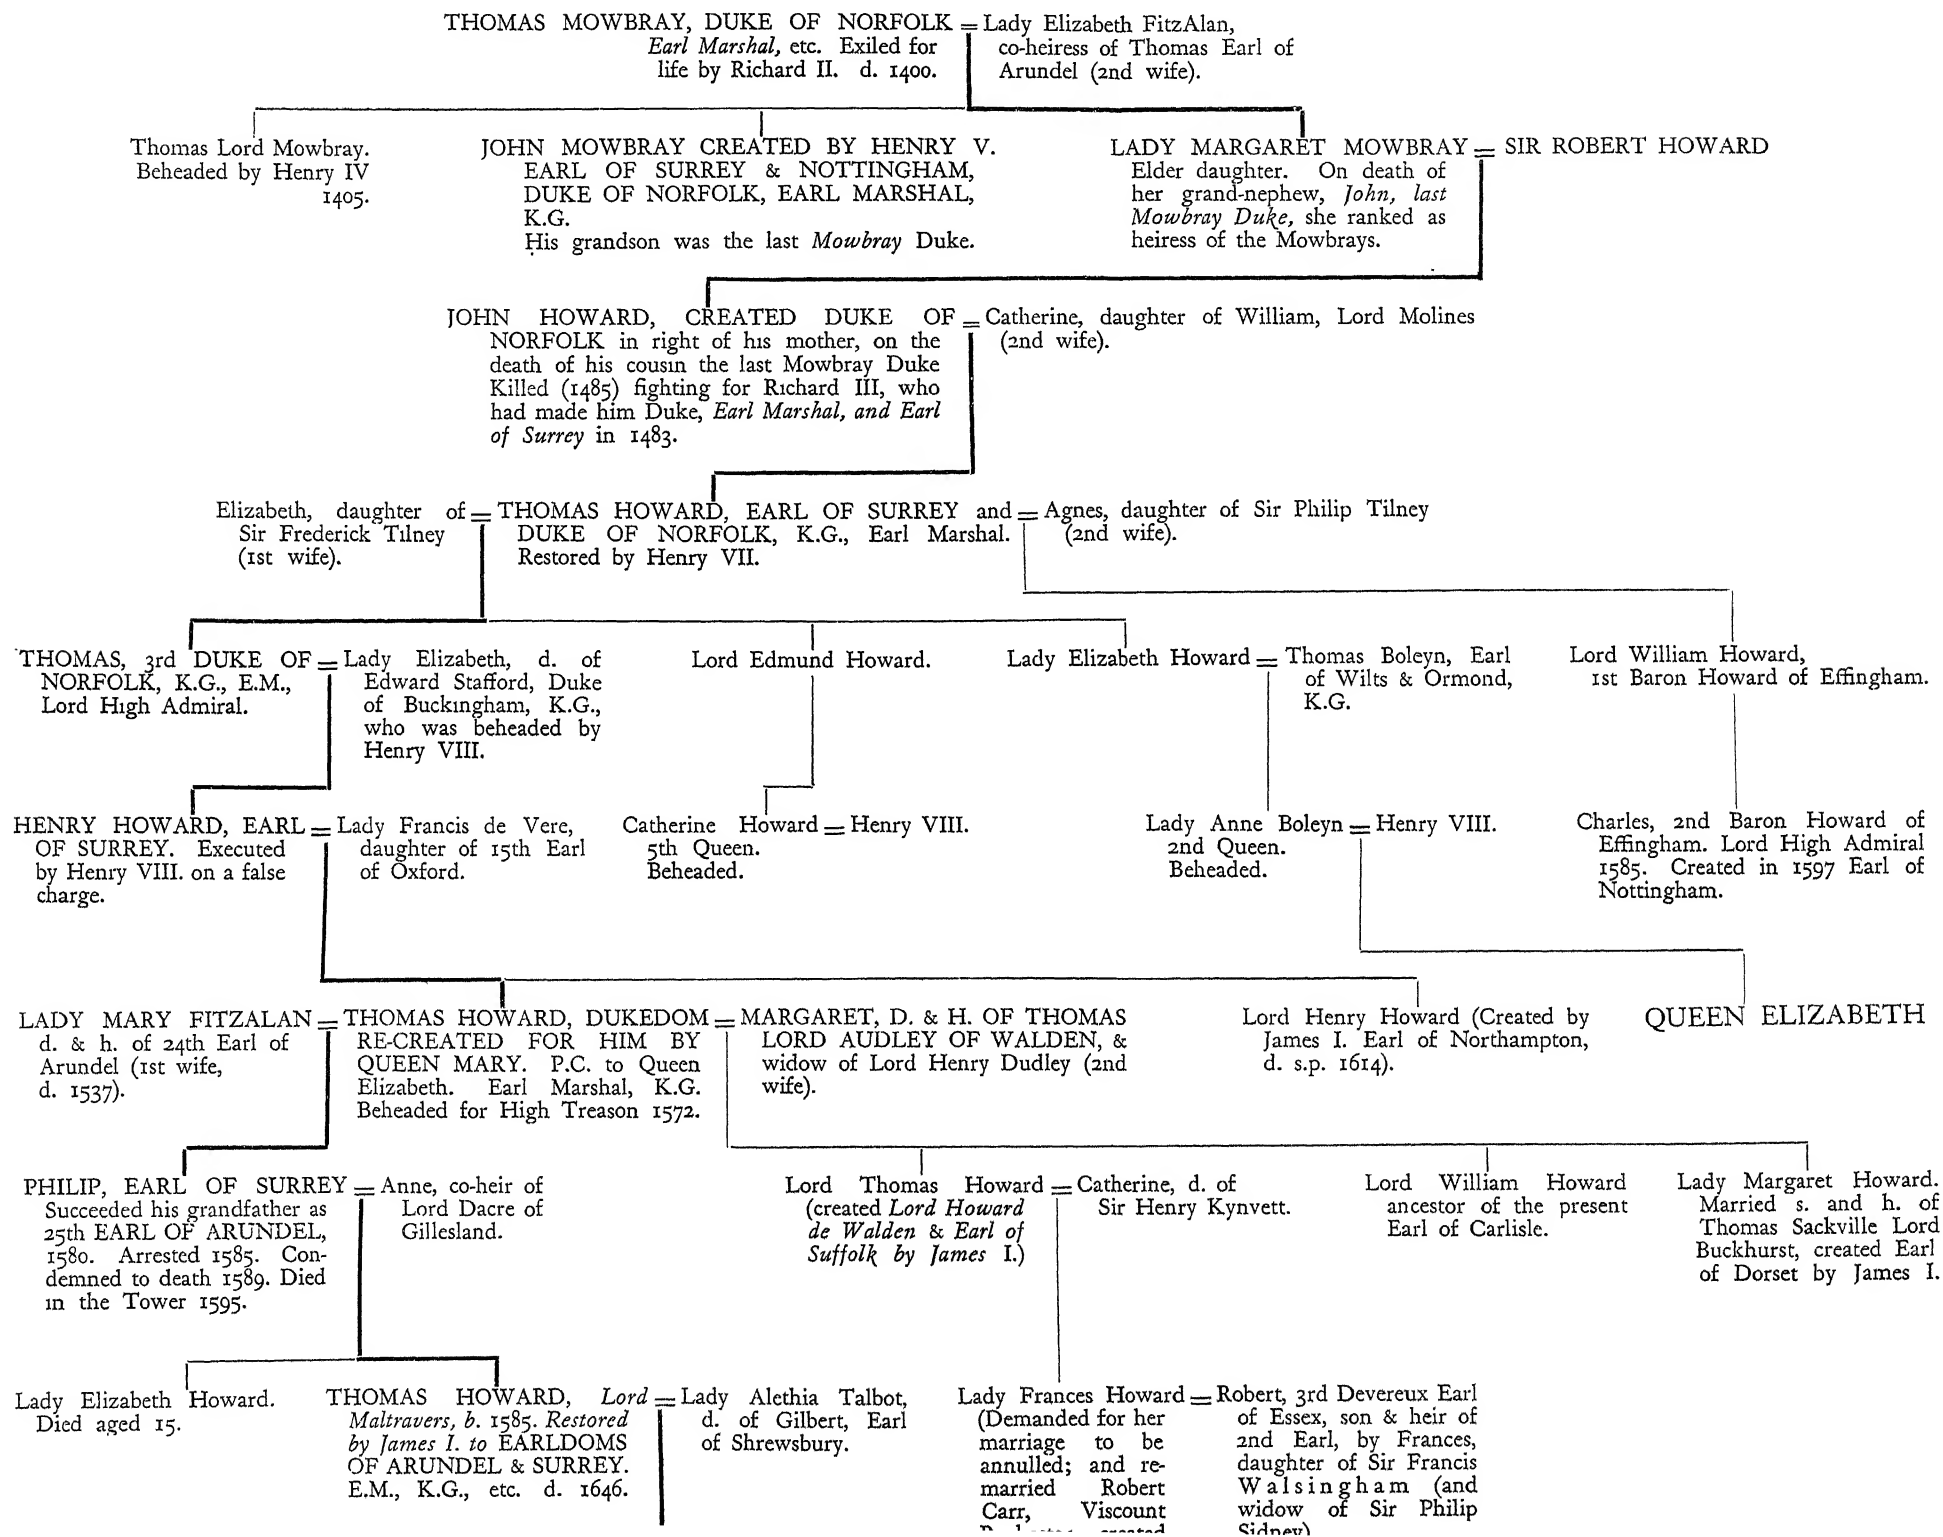 THOMAS MOWBRAY, DUKE OF NORFOLK = Lady Elizabeth FitzAlan,
Earl Marshal, etc. Exiled for
life by Richard II. d. 1400.
co-heiress of Thomas Earl of
Arundel (2nd wife).
Thomas Lord Mowbray.
Beheaded by Henry IV
1405.
JOHN MOWBRAY CREATED BY HENRY V.
EARL OF SURREY & NOTTINGHAM,
DUKE OF NORFOLK, EARL MARSHAL,
K.G.
His grandson was the last Mowbray Duke.
LADY MARGARET MOWBRAY = SIR ROBERT HOWARD
Elder daughter. On death of
her grand-nephew, John, last
Mowbray Duke, she ranked as
heiress of the Mowbrays.
JOHN HOWARD, CREATED DUKE OF =
NORFOLK in right of his mother, on the
death of his cousin the last Mowbray Duke
Killed (1485) fighting for Richard III, who
had made him Duke, Earl Marshal, and Earl
of Surrey in 1483.
Catherine, daughter of William, Lord Molines
(2nd wife).
Elizabeth, daughter of =
Sir Frederick Tilney
(1st wife).
THOMAS HOWARD, EARL OF SURREY and =
DUKE OF NORFOLK, K.G., Earl Marshal.
Restored by Henry VII.
Agnes, daughter of Sir Philip Tilney
(2nd wife).
THOMAS, 3rd DUKE OF =
NORFOLK, K.G., E.M.,
Lord High Admiral.
Lady Elizabeth, d. of
Edward Stafford, Duke
of Buckingham, K.G.,
who was beheaded by
Henry VIII.
Lord Edmund Howard.
Lady Elizabeth Howard =
Thomas Boleyn, Earl
of Wilts & Ormond,
K.G.
Lord William Howard,
1st Baron Howard of Effingham.
HENRY HOWARD, EARL =
OF SURREY. Executed
by Henry VIII. on a false
charge.
Lady Francis de Vere,
daughter of 15th Earl
of Oxford.
Catherine Howard = Henry VIII.
5th Queen.
Beheaded.
Lady Anne Boleyn = Henry VIII.
2nd Queen.
Beheaded.
Charles, 2nd Baron Howard of
Effingham. Lord High Admiral
1585. Created in 1597 Earl of
Nottingham.
LADY MARY FITZALAN =
d. & h. of 24th Earl of
Arundel (1st wife,
d. 1537).
THOMAS HOWARD, DUKEDOM =
RE-CREATED FOR HIM BY
QUEEN MARY. P.C. to Queen
Elizabeth. Earl Marshal, K.G.
Beheaded for High Treason 1572.
MARGARET, D. & H. OF THOMAS
LORD AUDLEY OF WALDEN, &
widow of Lord Henry Dudley (2nd
wife).
Lord Henry Howard (Created by
James I. Earl of Northampton,
d. s.p. 1614).
QUEEN ELIZABETH
PHILIP, EARL OF SURREY =
Succeeded his grandfather as
25th EARL OF ARUNDEL,
1580. Arrested 1585. Con-
demned to death 1589. Died
in the Tower 1595.
Anne, co-heir of
Lord Dacre of
Gillesland.
Lord Thomas Howard =
(created Lord Howard
de Walden & Earl of
Suffolk by James I.)
Catherine, d. of
Sir Henry Kynvett.
Lord William Howard
ancestor of the present
Earl of Carlisle.
Lady Margaret Howard.
Married s. and h. of
Thomas Sackville Lord
Buckhurst, created Earl
of Dorset by James I.
Lady Elizabeth Howard.
Died aged 15.
THOMAS HOWARD, Lord =
Maltravers, b. 1585. Restored
by James I. to EARLDOMS
OF ARUNDEL & SURREY.
E.M., K.G., etc. d. 1646.
Lady Alethia Talbot,
d. of Gilbert, Earl
of Shrewsbury.
Lady Frances Howard =
(Demanded for her
marriage to be
annulled; and re-
married Robert
Carr, Viscount
Robert, 3rd Devereux Earl
of Essex, son & heir of
2nd Earl, by Frances,
daughter of Sir Francis
Walsingham (and
widow of Sir Philip
Sidney)